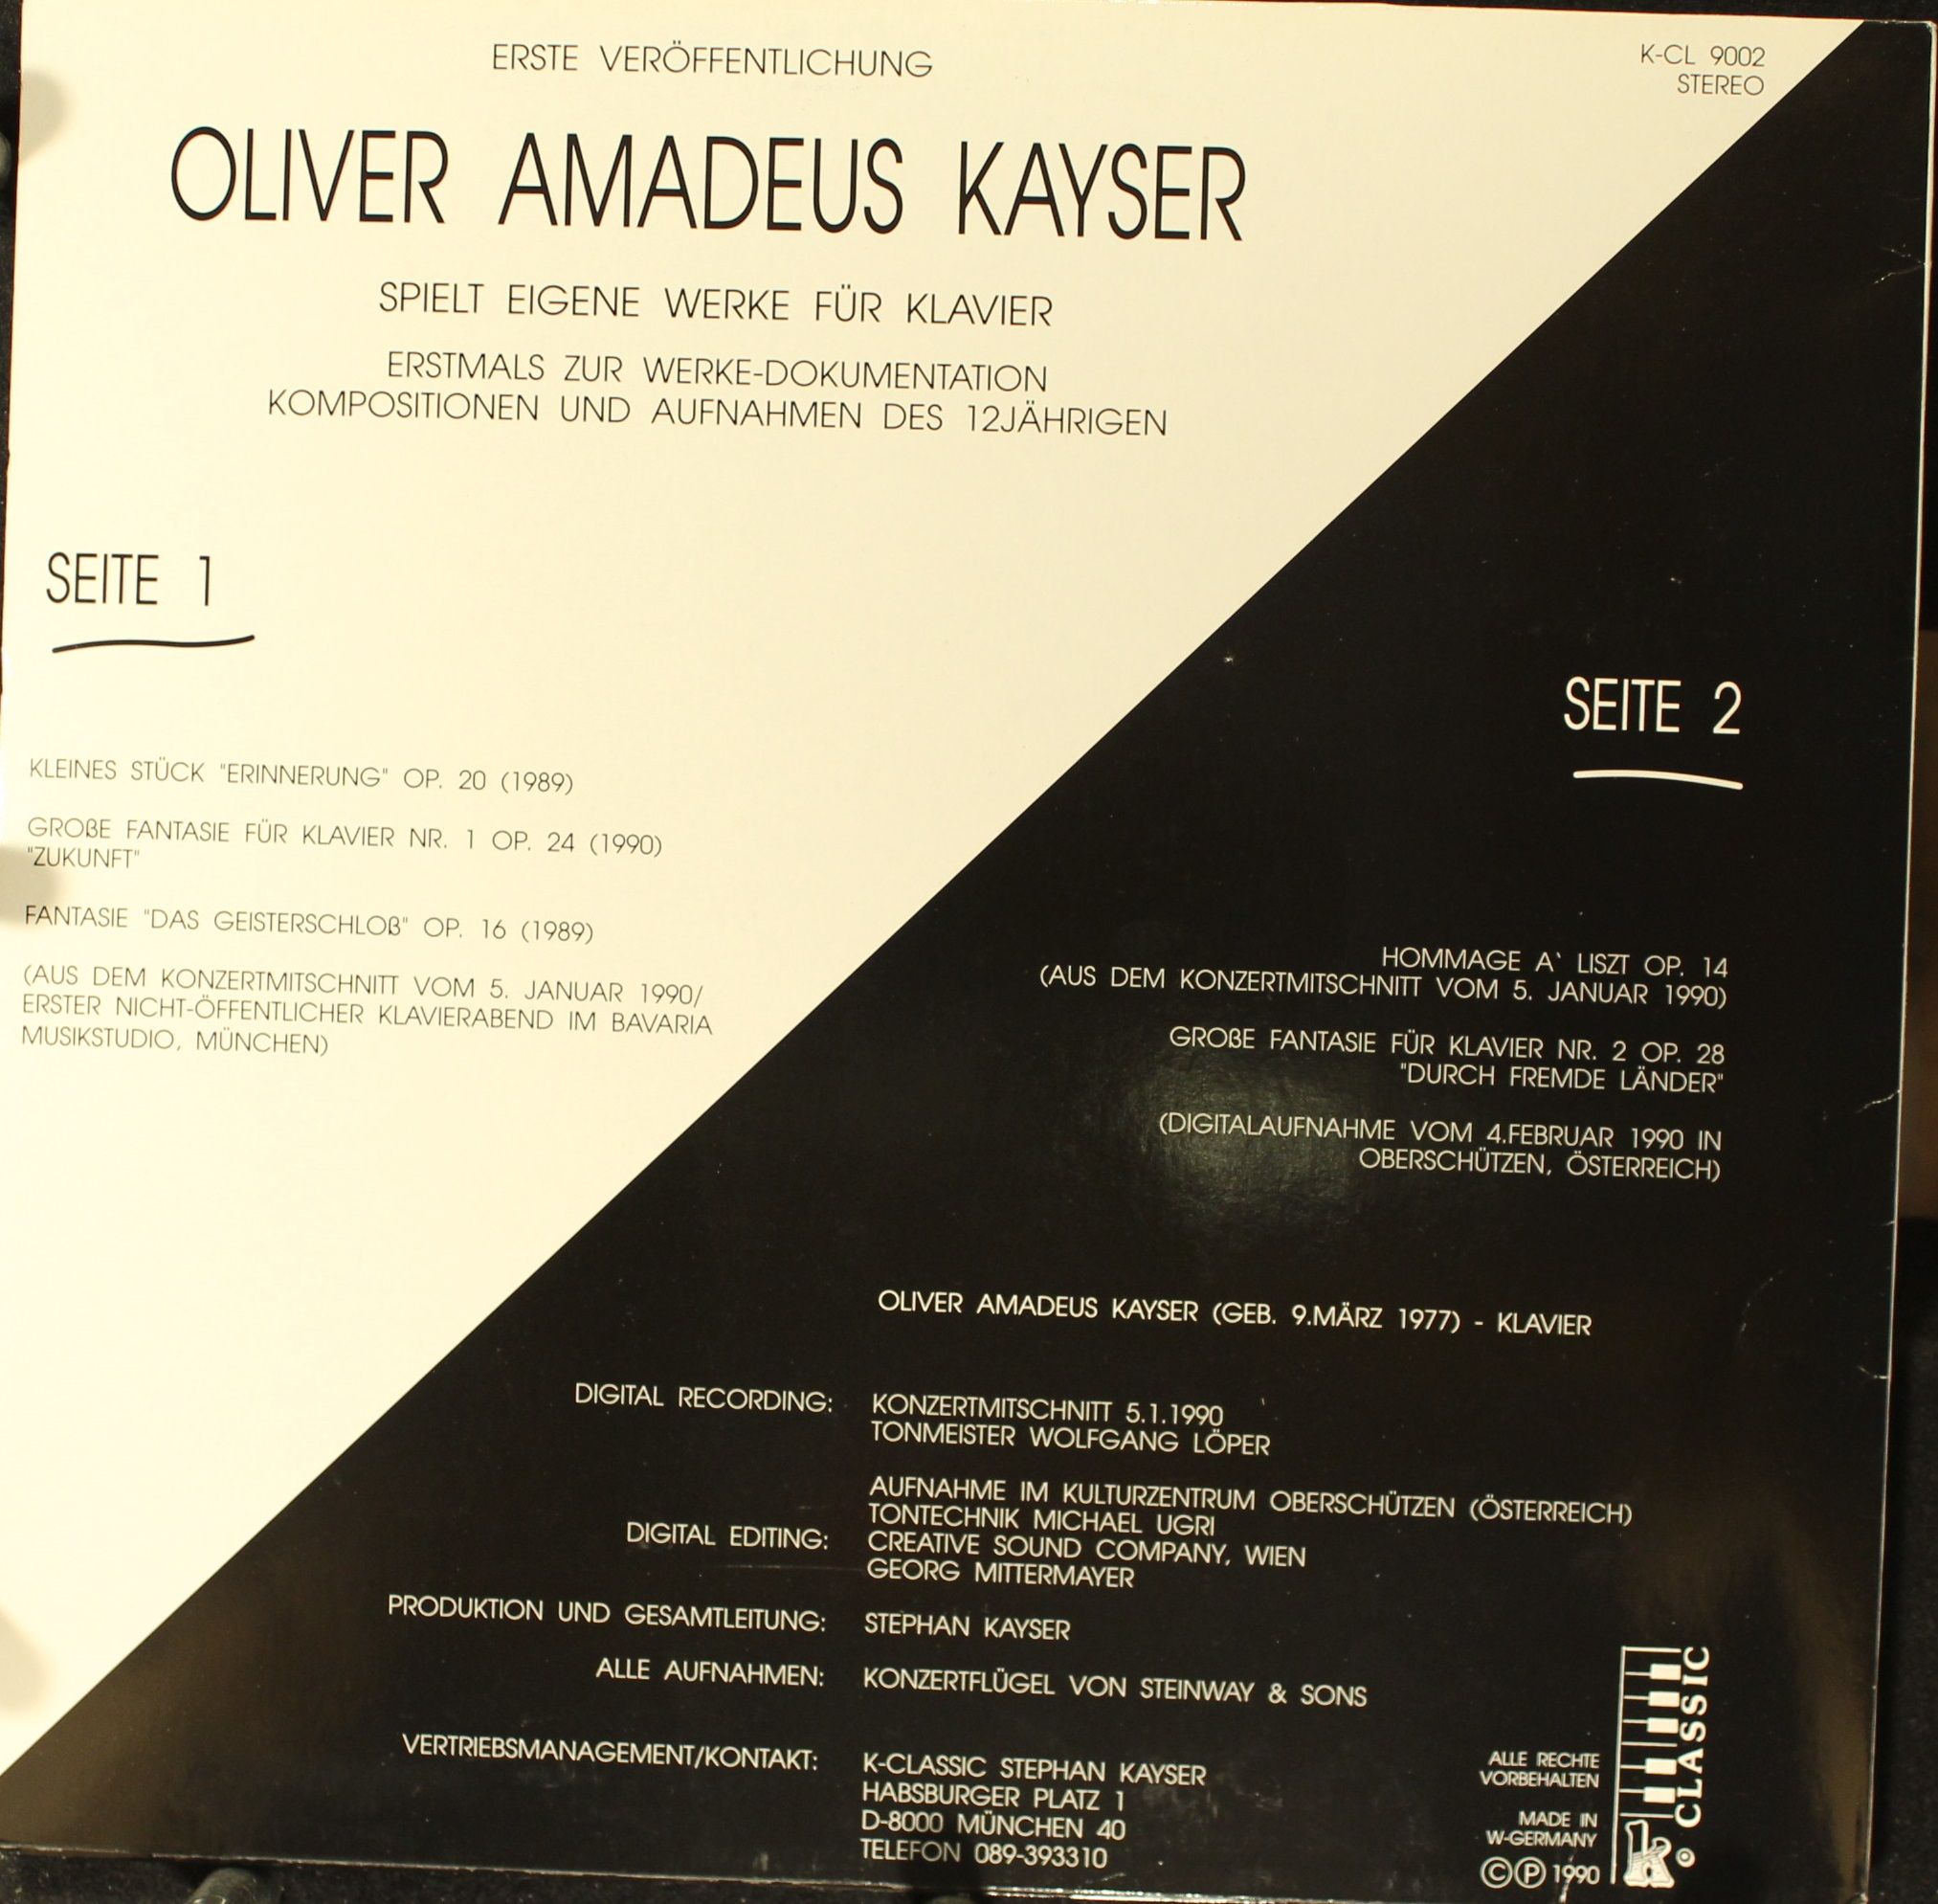 ERSTE VERÖFFENTLICHUNG
K-CL 9002
STEREO
OLIVER AMADEUS KAYSER
SPIELT EIGENE WERKE FÜR KLAVIER
ERSTMALS ZUR WERKE-DOKUMENTATION
KOMPOSITIONEN UND AUFNAHMEN DES 12JÄHRIGEN
SEITE 1
KLEINES STÜCK "ERINNERUNG" OP. 20 (1989)
GROßE FANTASIE FÜR KLAVIER NR. 1 OP. 24 (1990)
"ZUKUNFT"
FANTASIE "DAS GEISTERSCHLOß" OP. 16 (1989)
(AUS DEM KONZERTMITSCHNITT VOM 5. JANUAR 1990/
ERSTER NICHT-ÖFFENTLICHER KLAVIERABEND IM BAVARIA
MUSIKSTUDIO, MÜNCHEN)
SEITE 2
HOMMAGE A` LISZT OP. 14
(AUS DEM KONZERTMITSCHNITT VOM 5. JANUAR 1990)
GROßE FANTASIE FÜR KLAVIER NR. 2 OP. 28
"DURCH FREMDE LÄNDER"
(DIGITALAUFNAHME VOM 4.FEBRUAR 1990 IN
OBERSCHÜTZEN, ÖSTERREICH)
OLIVER AMADEUS KAYSER (GEB. 9.MÄRZ 1977) - KLAVIER
DIGITAL RECORDING: KONZERTMITSCHNITT 5.1.1990
TONMEISTER WOLFGANG LÖPER
AUFNAHME IM KULTURZENTRUM OBERSCHÜTZEN (ÖSTERREICH)
TONTECHNIK MICHAEL UGRI
DIGITAL EDITING: CREATIVE SOUND COMPANY, WIEN
GEORG MITTERMAYER
PRODUKTION UND GESAMTLEITUNG: STEPHAN KAYSER
ALLE AUFNAHMEN: KONZERTFLÜGEL VON STEINWAY & SONS
VERTRIEBSMANAGEMENT/KONTAKT: K-CLASSIC STEPHAN KAYSER
HABSBURGER PLATZ 1
D-8000 MÜNCHEN 40
TELEFON 089-393310
ALLE RECHTE
VORBEHALTEN
MADE IN
W-GERMANY
©℗ 1990
k CLASSIC ©